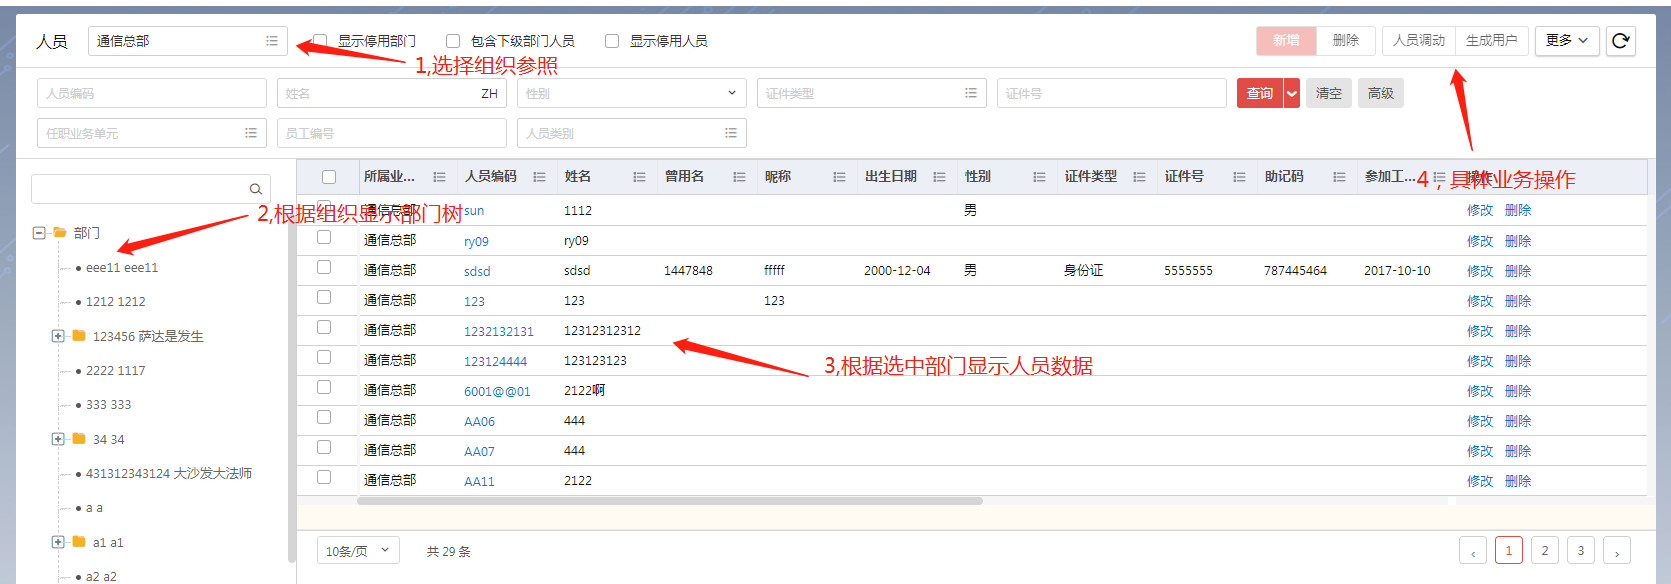 人员 通信总部 显示停用部门 包含下级部门人员 显示停用人员 新增 删除 人员调动 生成用户 更多
1,选择组织参照
人员编码 姓名 ZH 性别 证件类型 证件号 查询 清空 高级
任职业务单元 员工编号 人员类别
所属业... 人员编码 姓名 曾用名 昵称 出生日期 性别 证件类型 证件号 助记码 参加工... 操作
4，具体业务操作
2,根据组织显示部门树
通信总部 sun 1112 男 修改 删除
部门
通信总部 ry09 ry09 修改 删除
eee11 eee11
通信总部 sdsd sdsd 1447848 fffff 2000-12-04 男 身份证 5555555 787445464 2017-10-10 修改 删除
1212 1212
通信总部 123 123 123 修改 删除
123456 萨达是发生
通信总部 1232132131 12312312312 修改 删除
3,根据选中部门显示人员数据
2222 1117
通信总部 123124444 123123123 修改 删除
333 333
通信总部 6001@@01 2122啊 修改 删除
34 34
通信总部 AA06 444 修改 删除
431312343124 大沙发大法师
通信总部 AA07 444 修改 删除
a a
通信总部 AA11 2122 修改 删除
a1 a1
a2 a2
10条/页 共 29 条 1 2 3